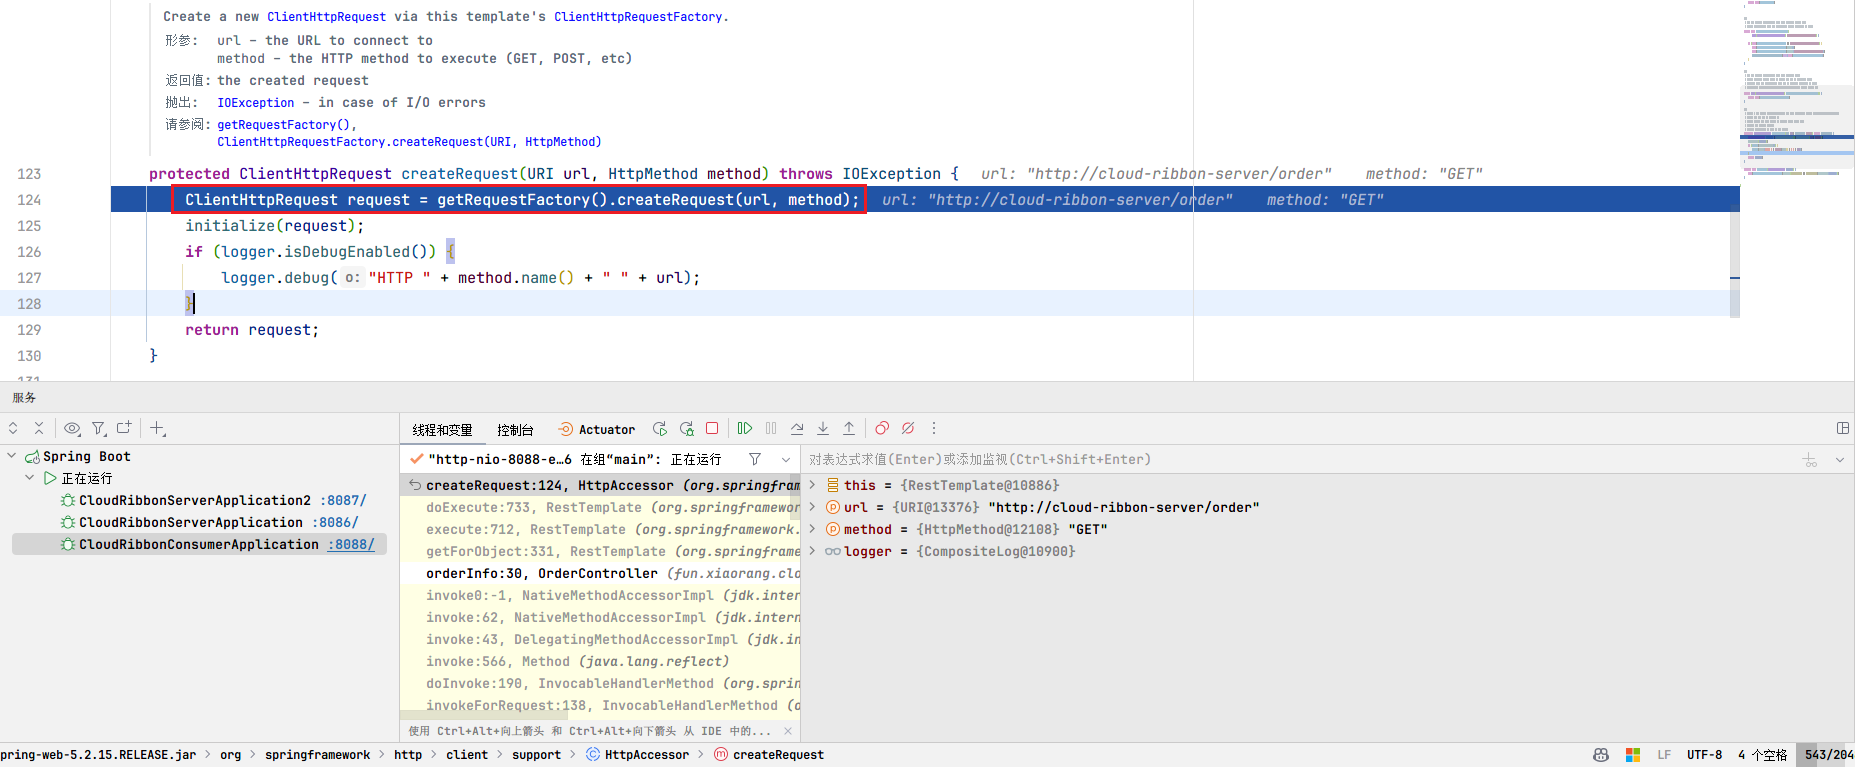 Create a new ClientHttpRequest via this template's ClientHttpRequestFactory.
形参: url – the URL to connect to
method – the HTTP method to execute (GET, POST, etc)
返回值: the created request
抛出: IOException – in case of I/O errors
请参阅: getRequestFactory(),
ClientHttpRequestFactory.createRequest(URI, HttpMethod)
123 protected ClientHttpRequest createRequest(URI url, HttpMethod method) throws IOException { url: "http://cloud-ribbon-server/order" method: "GET"
124 ClientHttpRequest request = getRequestFactory().createRequest(url, method); url: "http://cloud-ribbon-server/order" method: "GET"
125 initialize(request);
126 if (logger.isDebugEnabled()) {
127 logger.debug( o: "HTTP " + method.name() + " " + url);
128 }
129 return request;
130 }
131
服务
线程和变量 控制台 Actuator
Spring Boot
正在运行
CloudRibbonServerApplication2 :8087/
CloudRibbonServerApplication :8086/
CloudRibbonConsumerApplication :8088/
"http-nio-8088-e…6 在组“main”: 正在运行
createRequest:124, HttpAccessor (org.springfram
doExecute:733, RestTemplate (org.springframewor
execute:712, RestTemplate (org.springframework.
getForObject:331, RestTemplate (org.springframe
orderInfo:30, OrderController (fun.xiaorang.clo
invoke0:-1, NativeMethodAccessorImpl (jdk.inter
invoke:62, NativeMethodAccessorImpl (jdk.intern
invoke:43, DelegatingMethodAccessorImpl (jdk.in
invoke:566, Method (java.lang.reflect)
doInvoke:190, InvocableHandlerMethod (org.sprin
invokeForRequest:138, InvocableHandlerMethod (o
使用 Ctrl+Alt+向上箭头 和 Ctrl+Alt+向下箭头 从 IDE 中的...
对表达式求值(Enter)或添加监视(Ctrl+Shift+Enter)
this = {RestTemplate@10886}
url = {URI@13376} "http://cloud-ribbon-server/order"
method = {HttpMethod@12108} "GET"
logger = {CompositeLog@10900}
pring-web-5.2.15.RELEASE.jar > org > springframework > http > client > support > HttpAccessor > createRequest
LF UTF-8 4 个空格 543/204